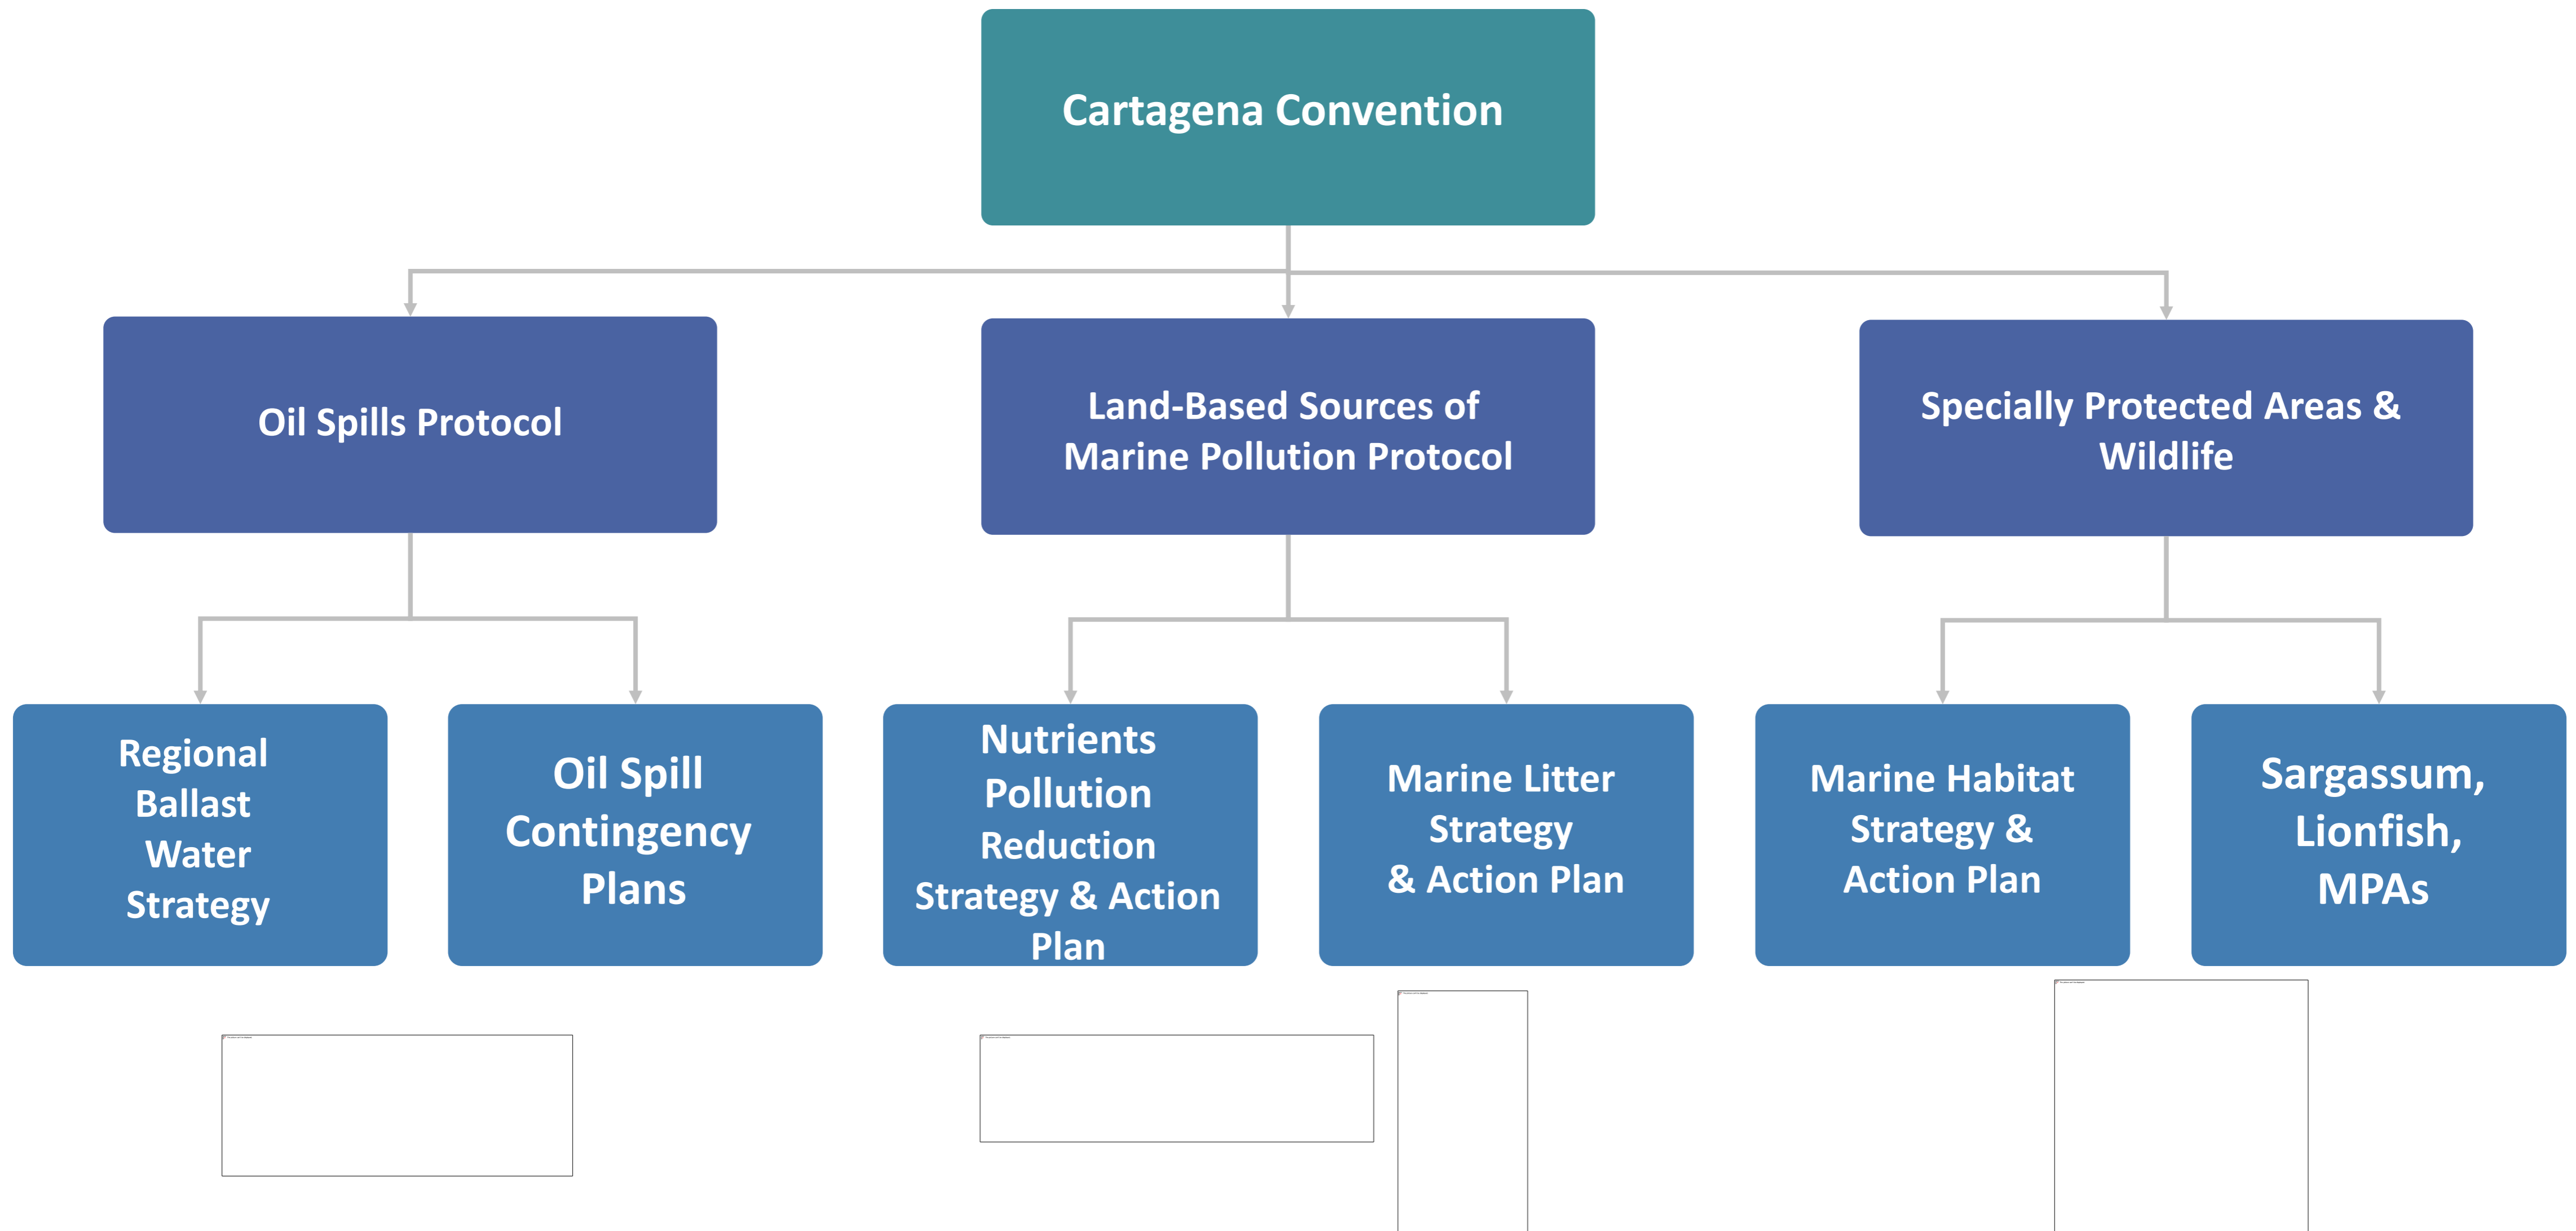 Cartagena Convention
Oil Spills Protocol
Land-Based Sources of
Marine Pollution Protocol
Specially Protected Areas &
Wildlife
Regional
Ballast
Water
Strategy
Oil Spill
Contingency
Plans
Nutrients
Pollution
Reduction
Strategy & Action
Plan
Marine Litter
Strategy
& Action Plan
Marine Habitat
Strategy &
Action Plan
Sargassum,
Lionfish,
MPAs